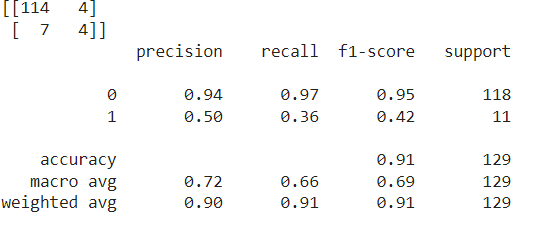 [[114   4]
 [  7   4]]
              precision    recall  f1-score   support

           0       0.94      0.97      0.95       118
           1       0.50      0.36      0.42        11

    accuracy                           0.91       129
   macro avg       0.72      0.66      0.69       129
weighted avg       0.90      0.91      0.91       129